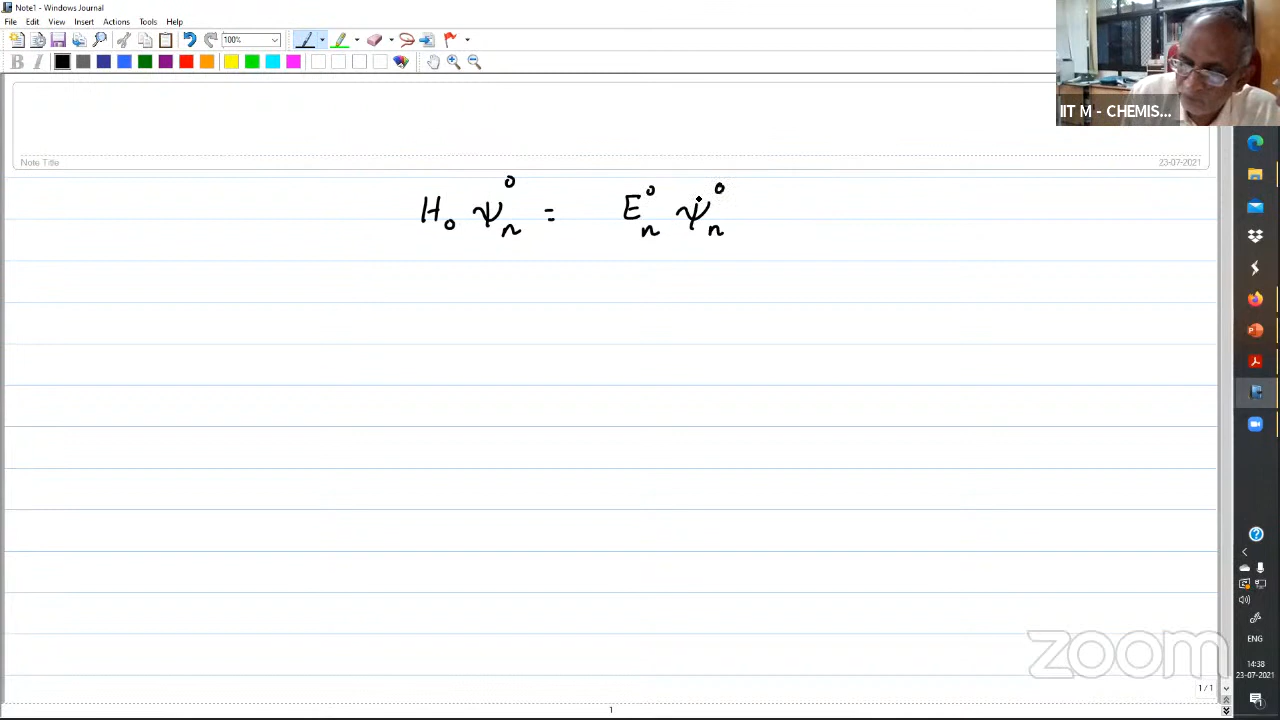 Note1 - Windows Journal
File Edit View Insert Actions Tools Help
100%
B I
IIT M - CHEMIS...
Note Title
23-07-2021
H₀ ψₙ⁰ = Eₙ⁰ ψₙ⁰
zoom
ENG
14:38
23-07-2021
1 / 1
1